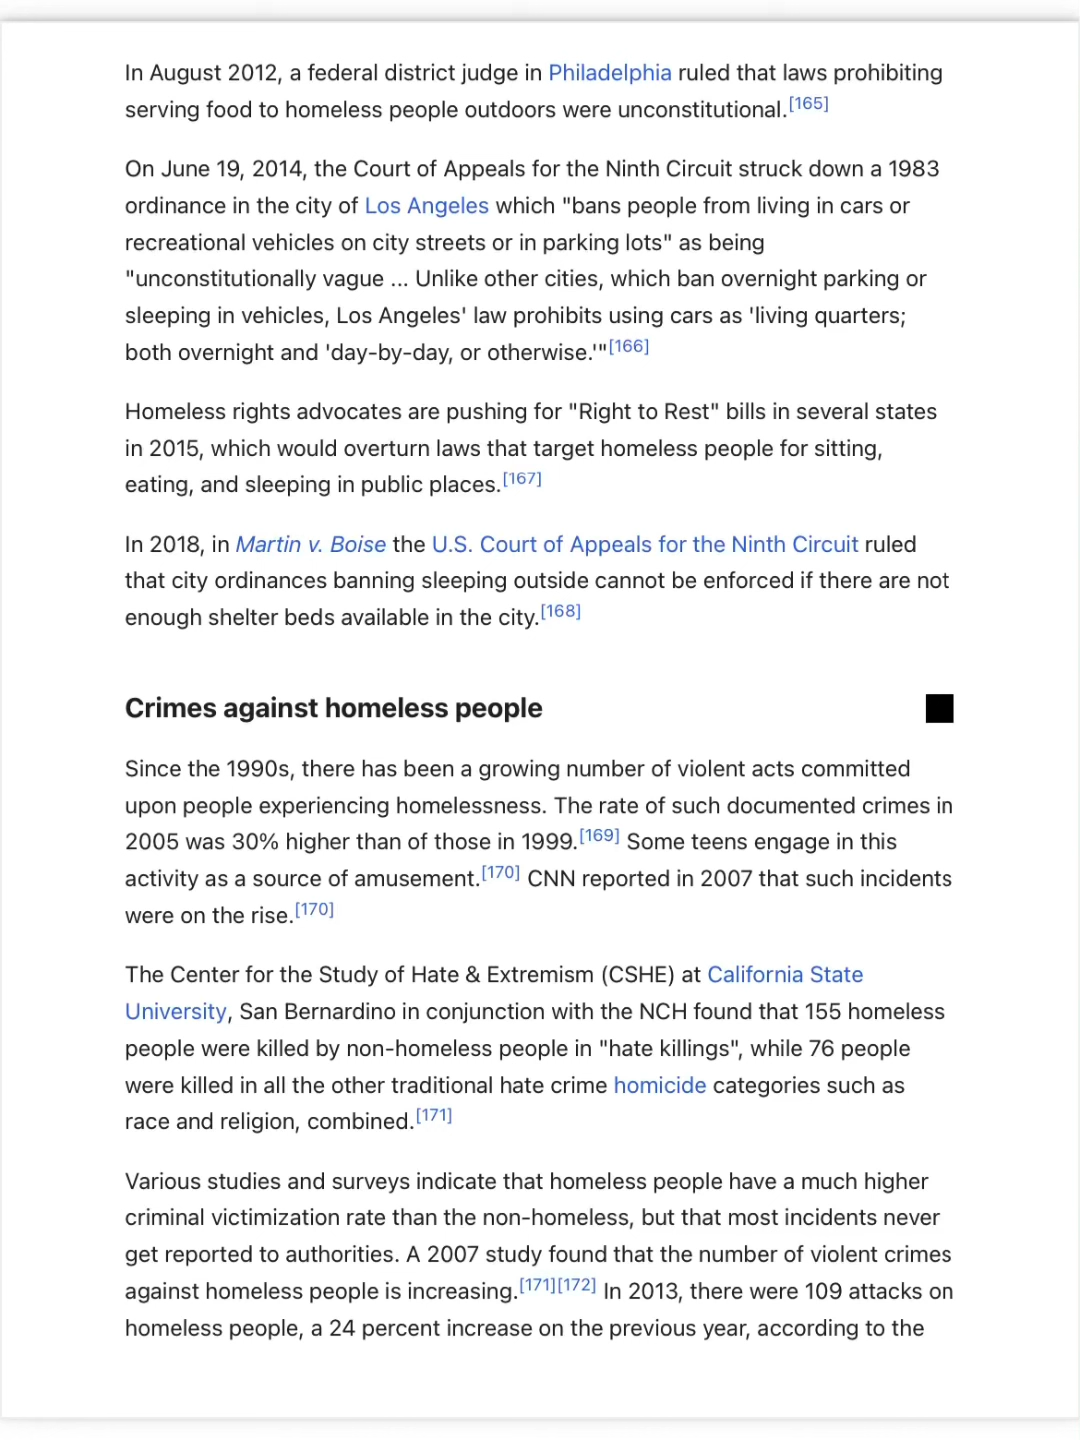 In August 2012, a federal district judge in Philadelphia ruled that laws prohibiting
serving food to homeless people outdoors were unconstitutional.[165]
On June 19, 2014, the Court of Appeals for the Ninth Circuit struck down a 1983
ordinance in the city of Los Angeles which "bans people from living in cars or
recreational vehicles on city streets or in parking lots" as being
"unconstitutionally vague ... Unlike other cities, which ban overnight parking or
sleeping in vehicles, Los Angeles' law prohibits using cars as 'living quarters;
both overnight and 'day-by-day, or otherwise.'"[166]
Homeless rights advocates are pushing for "Right to Rest" bills in several states
in 2015, which would overturn laws that target homeless people for sitting,
eating, and sleeping in public places.[167]
In 2018, in Martin v. Boise the U.S. Court of Appeals for the Ninth Circuit ruled
that city ordinances banning sleeping outside cannot be enforced if there are not
enough shelter beds available in the city.[168]
Crimes against homeless people
Since the 1990s, there has been a growing number of violent acts committed
upon people experiencing homelessness. The rate of such documented crimes in
2005 was 30% higher than of those in 1999.[169] Some teens engage in this
activity as a source of amusement.[170] CNN reported in 2007 that such incidents
were on the rise.[170]
The Center for the Study of Hate & Extremism (CSHE) at California State
University, San Bernardino in conjunction with the NCH found that 155 homeless
people were killed by non-homeless people in "hate killings", while 76 people
were killed in all the other traditional hate crime homicide categories such as
race and religion, combined.[171]
Various studies and surveys indicate that homeless people have a much higher
criminal victimization rate than the non-homeless, but that most incidents never
get reported to authorities. A 2007 study found that the number of violent crimes
against homeless people is increasing.[171][172] In 2013, there were 109 attacks on
homeless people, a 24 percent increase on the previous year, according to the